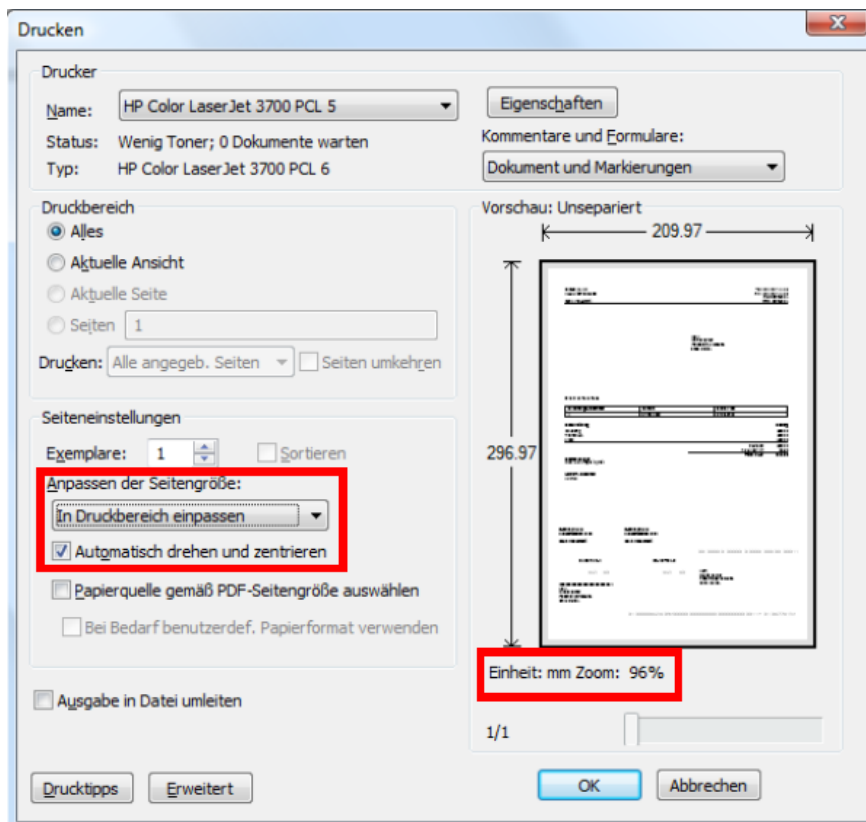 Drucken
Drucker
Name: HP Color LaserJet 3700 PCL 5
Eigenschaften
Status: Wenig Toner; 0 Dokumente warten
Kommentare und Formulare:
Typ: HP Color LaserJet 3700 PCL 6
Dokument und Markierungen
Druckbereich
Alles
Aktuelle Ansicht
Aktuelle Seite
Seiten 1
Drucken: Alle angegeb. Seiten Seiten umkehren
Seiteneinstellungen
Exemplare: 1 Sortieren
Anpassen der Seitengröße:
In Druckbereich einpassen
Automatisch drehen und zentrieren
Papierquelle gemäß PDF-Seitengröße auswählen
Bei Bedarf benutzerdef. Papierformat verwenden
Ausgabe in Datei umleiten
Vorschau: Unsepariert
209.97
296.97
Einheit: mm Zoom: 96%
1/1
Drucktipps
Erweitert
OK
Abbrechen